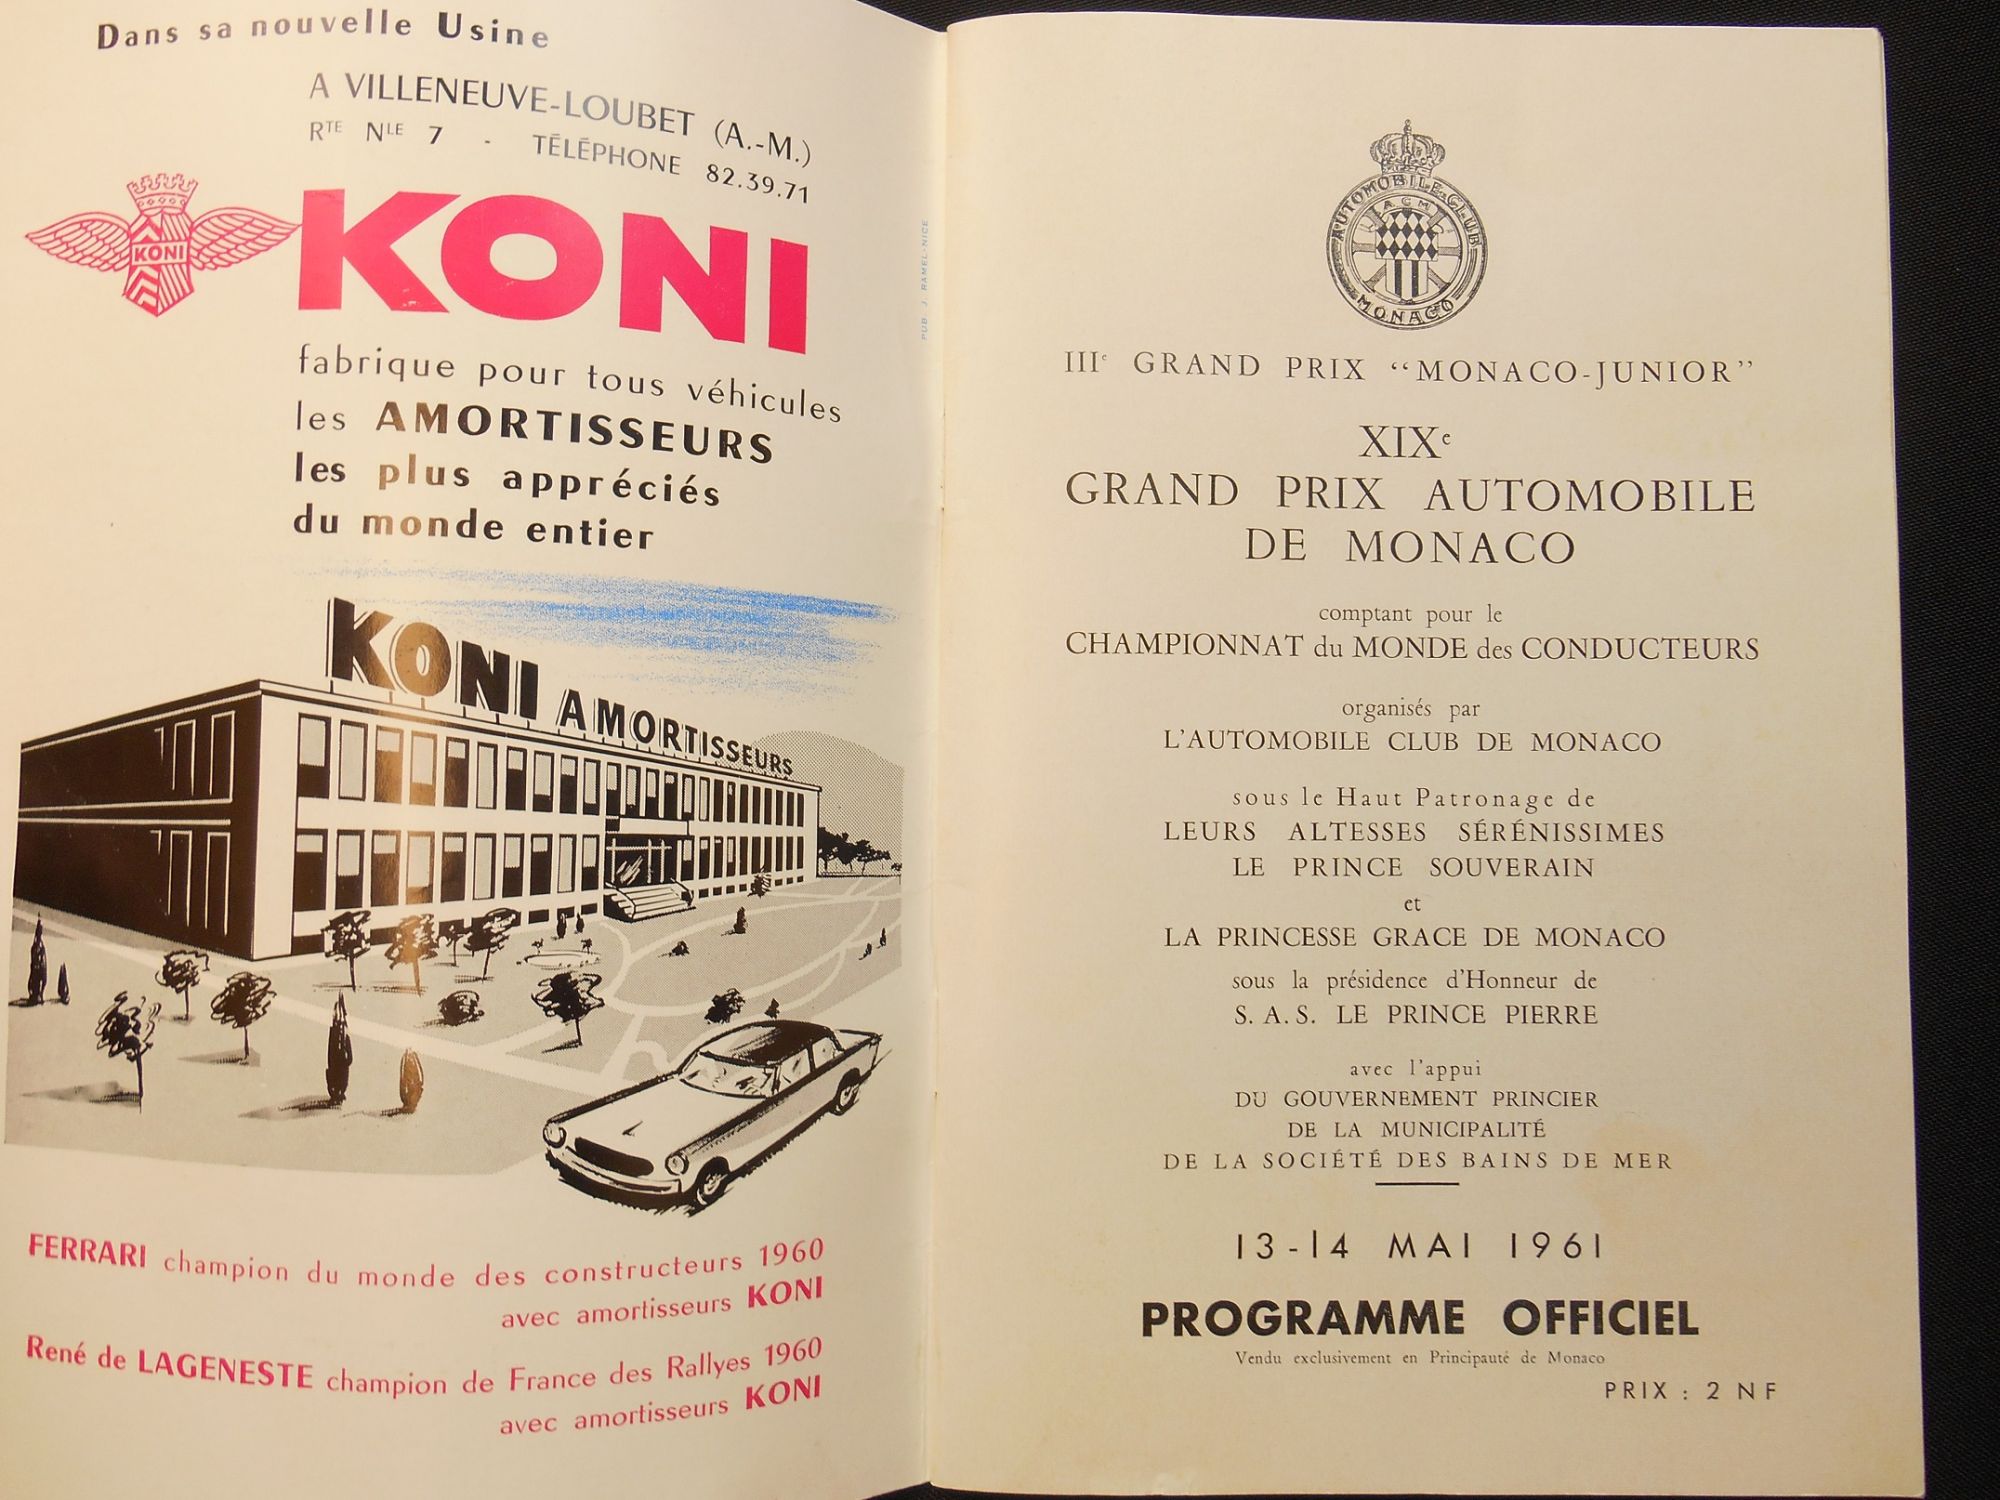 Dans sa nouvelle Usine
A VILLENEUVE-LOUBET (A.-M.)
RTE NLE 7 - TÉLÉPHONE 82.39.71
KONI
KONI
fabrique pour tous véhicules
les AMORTISSEURS
les plus appréciés
du monde entier
PUB. J. RAMEL-NICE
KONI AMORTISSEURS
FERRARI champion du monde des constructeurs 1960
avec amortisseurs KONI
René de LAGENESTE champion de France des Rallyes 1960
avec amortisseurs KONI
AUTOMOBILE-CLUB
A C M
MONACO
IIIe GRAND PRIX “MONACO-JUNIOR”
XIXe
GRAND PRIX AUTOMOBILE
DE MONACO
comptant pour le
CHAMPIONNAT du MONDE des CONDUCTEURS
organisés par
L'AUTOMOBILE CLUB DE MONACO
sous le Haut Patronage de
LEURS ALTESSES SÉRÉNISSIMES
LE PRINCE SOUVERAIN
et
LA PRINCESSE GRACE DE MONACO
sous la présidence d'Honneur de
S. A. S. LE PRINCE PIERRE
avec l'appui
DU GOUVERNEMENT PRINCIER
DE LA MUNICIPALITÉ
DE LA SOCIÉTÉ DES BAINS DE MER
13-14 MAI 1961
PROGRAMME OFFICIEL
Vendu exclusivement en Principauté de Monaco
PRIX : 2 NF